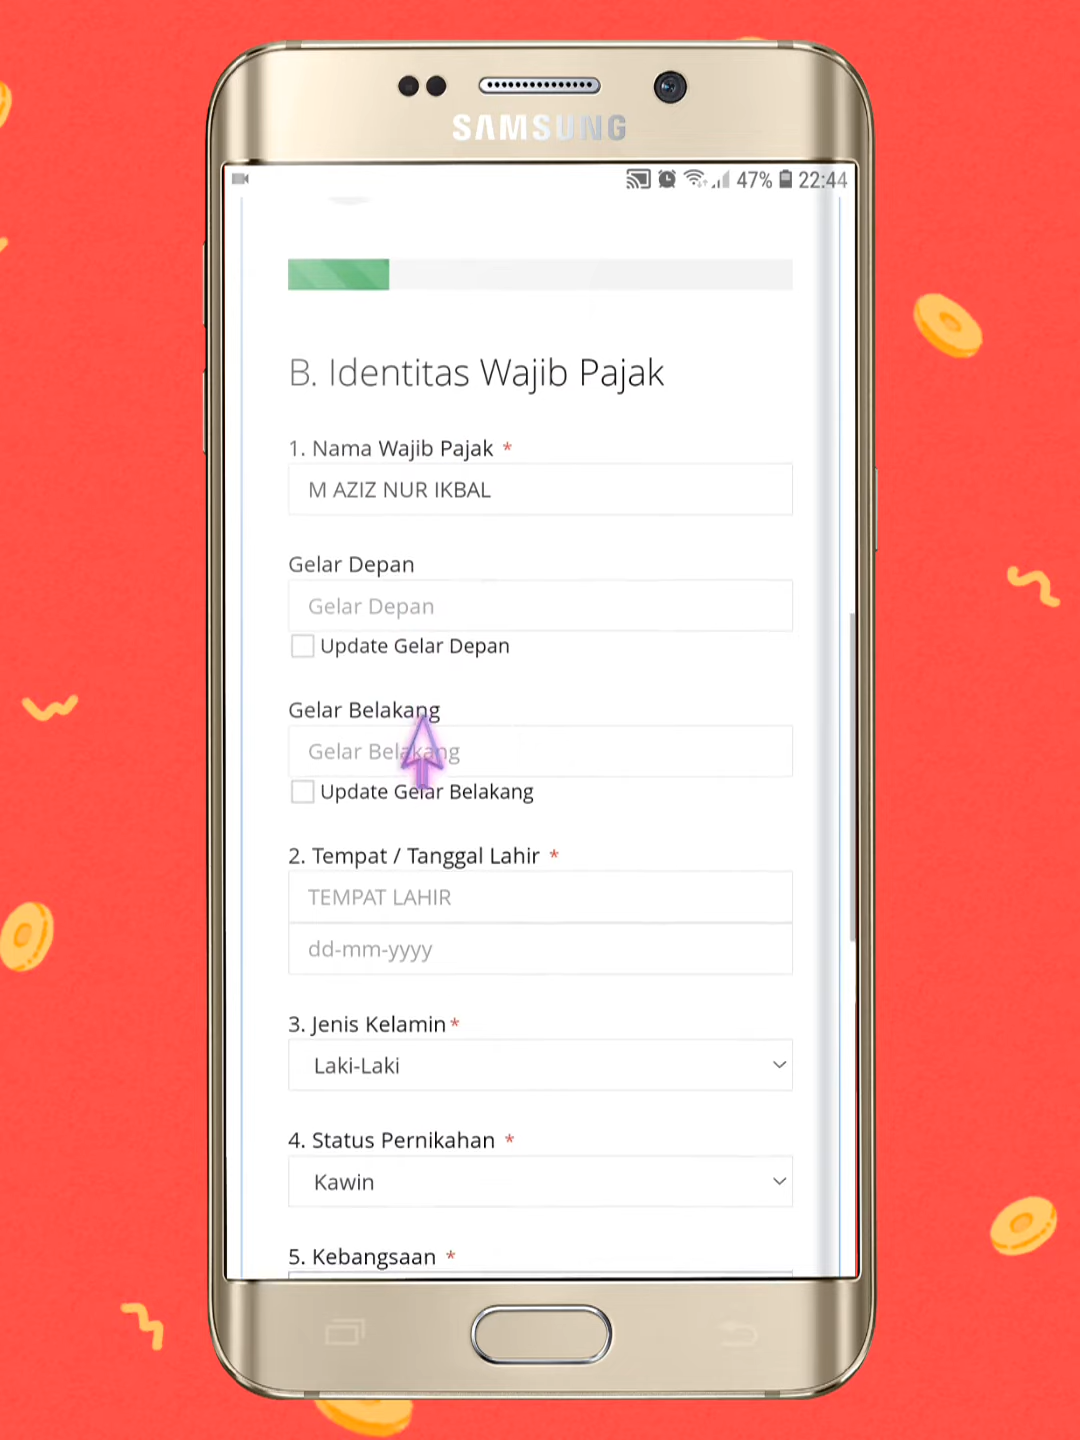 SAMSUNG
47% 22:44
B. Identitas Wajib Pajak
1. Nama Wajib Pajak *
M AZIZ NUR IKBAL
Gelar Depan
Gelar Depan
Update Gelar Depan
Gelar Belakang
Gelar Belakang
Update Gelar Belakang
2. Tempat / Tanggal Lahir *
TEMPAT LAHIR
dd-mm-yyyy
3. Jenis Kelamin *
Laki-Laki
4. Status Pernikahan *
Kawin
5. Kebangsaan *